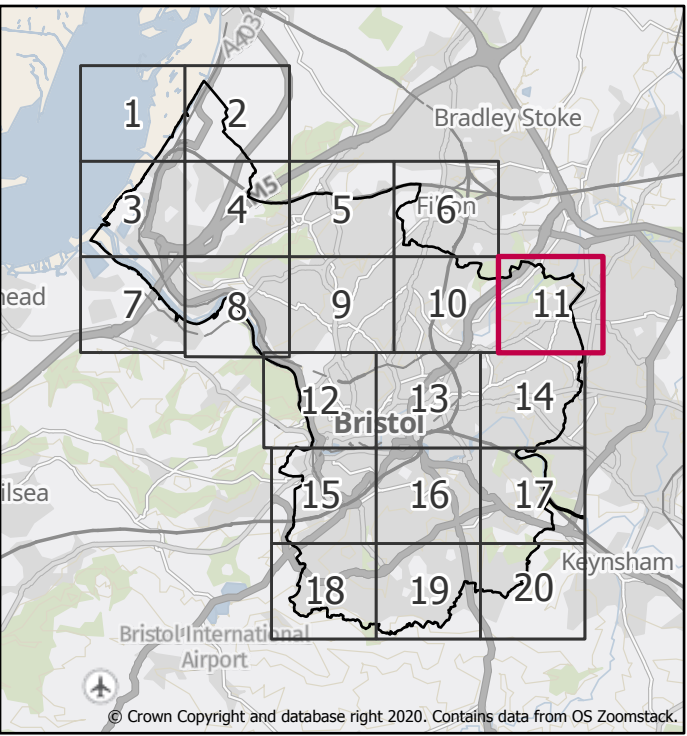 A403
1
2
Bradley Stoke
M5
3
4
5
6
Filton
head
7
8
9
10
11
12
13
14
Bristol
ilsea
15
16
17
Keynsham
18
19
20
Bristol International
Airport
© Crown Copyright and database right 2020. Contains data from OS Zoomstack.